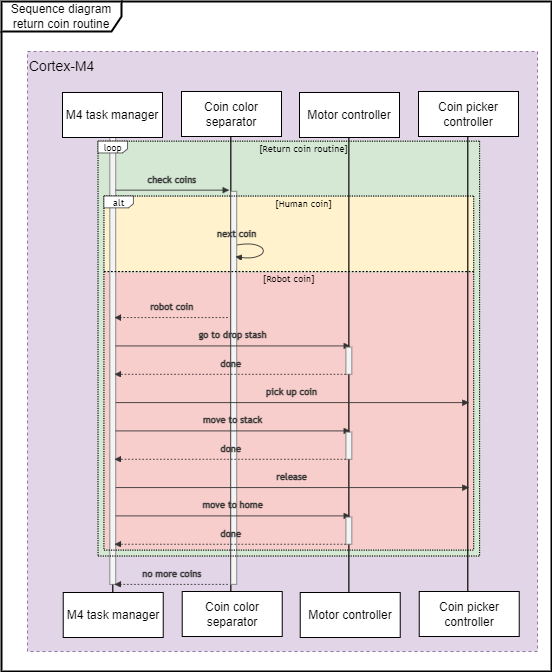 Sequence diagram
return coin routine
Cortex-M4
M4 task manager
Coin color
separator
Motor controller
Coin picker
controller
loop
[Return coin routine]
check coins
alt
[Human coin]
next coin
[Robot coin]
robot coin
go to drop stash
done
pick up coin
move to stack
done
release
move to home
done
no more coins
M4 task manager
Coin color
separator
Motor controller
Coin picker
controller